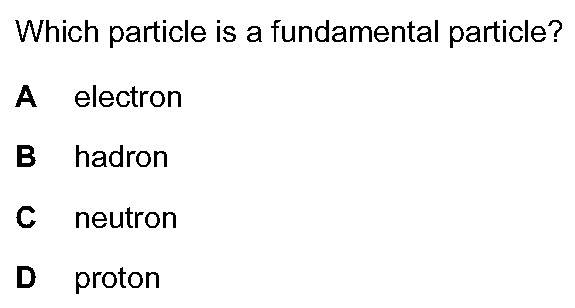 Which particle is a fundamental particle?
A electron
B hadron
C neutron
D proton